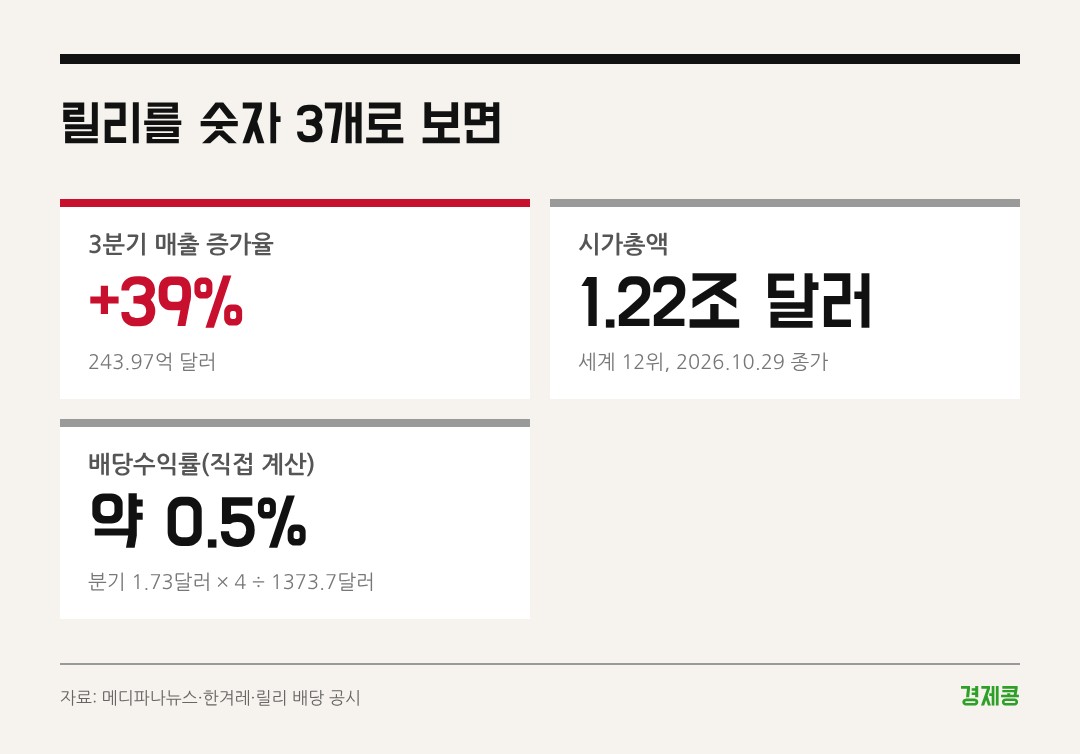 릴리를 숫자 3개로 보면
3분기 매출 증가율
+39%
243.97억 달러
시가총액
1.22조 달러
세계 12위, 2026.10.29 종가
배당수익률(직접 계산)
약 0.5%
분기 1.73달러 × 4 ÷ 1373.7달러
자료: 메디파나뉴스·한겨레·릴리 배당 공시
경제콩